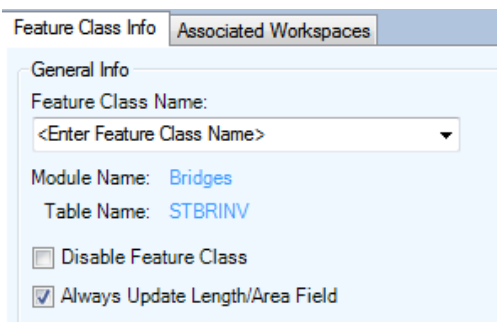 Feature Class Info Associated Workspaces
General Info
Feature Class Name:
<Enter Feature Class Name>
Module Name: Bridges
Table Name: STBRINV
Disable Feature Class
Always Update Length/Area Field